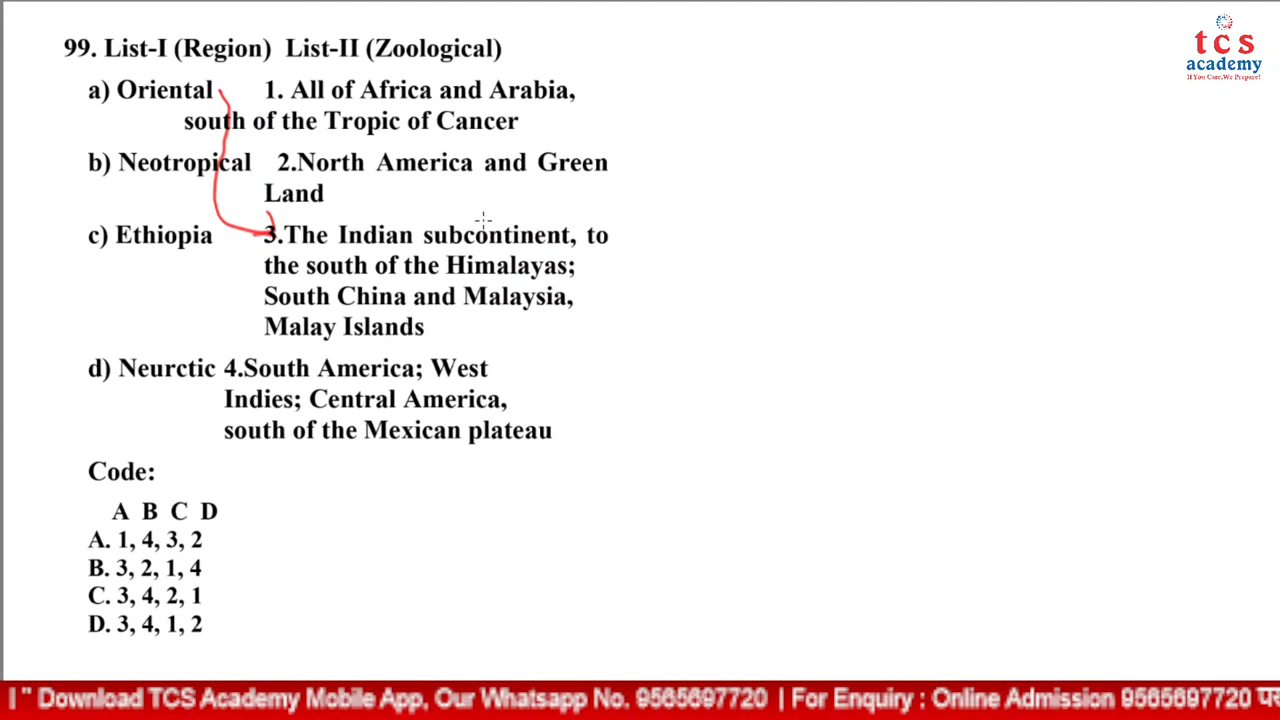 99. List-I (Region) List-II (Zoological)
a) Oriental 1. All of Africa and Arabia,
south of the Tropic of Cancer
b) Neotropical 2.North America and Green
Land
c) Ethiopia 3.The Indian subcontinent, to
the south of the Himalayas;
South China and Malaysia,
Malay Islands
d) Neurctic 4.South America; West
Indies; Central America,
south of the Mexican plateau
Code:
A B C D
A. 1, 4, 3, 2
B. 3, 2, 1, 4
C. 3, 4, 2, 1
D. 3, 4, 1, 2
tcs
academy
If You Care,We Prepare!
| " Download TCS Academy Mobile App, Our Whatsapp No. 9565697720 | For Enquiry : Online Admission 9565697720